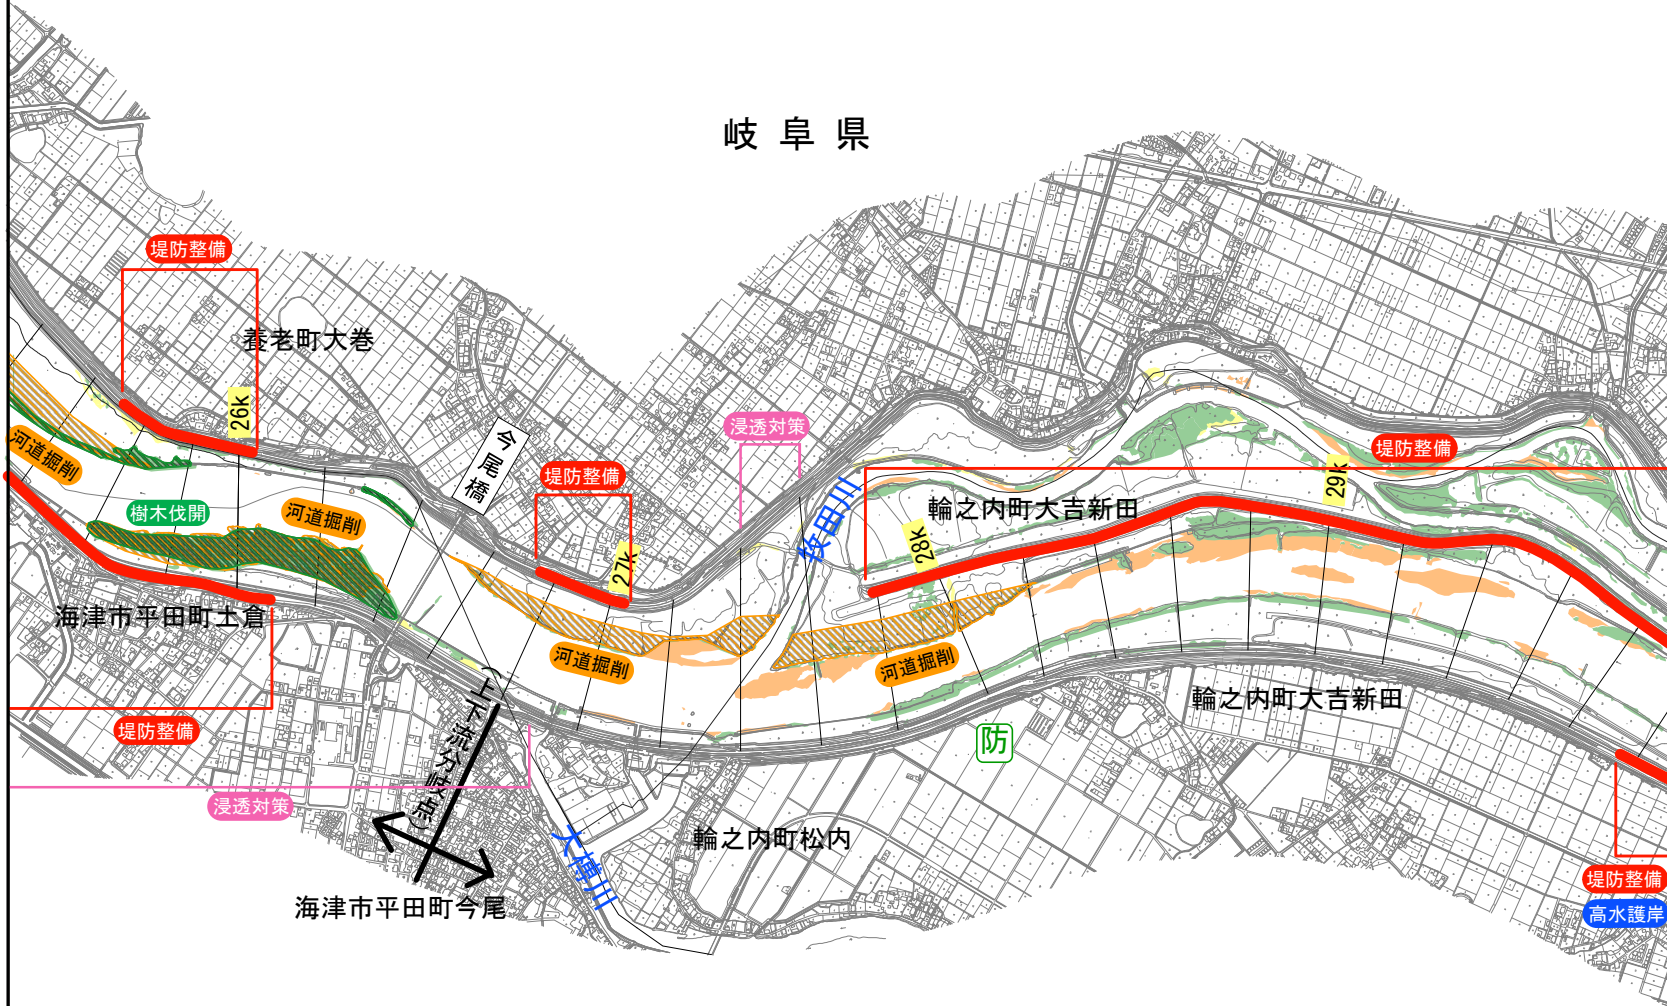 岐阜県
堤防整備
養老町大巻
26k
今尾橋
浸透対策
堤防整備
堤防整備
河道掘削
樹木伐開
河道掘削
27k
牧田川
28k
輪之内町大吉新田
29k
海津市平田町土倉
河道掘削
河道掘削
(上下流分岐点)
輪之内町大吉新田
堤防整備
防
浸透対策
大榑川
輪之内町松内
海津市平田町今尾
堤防整備
高水護岸